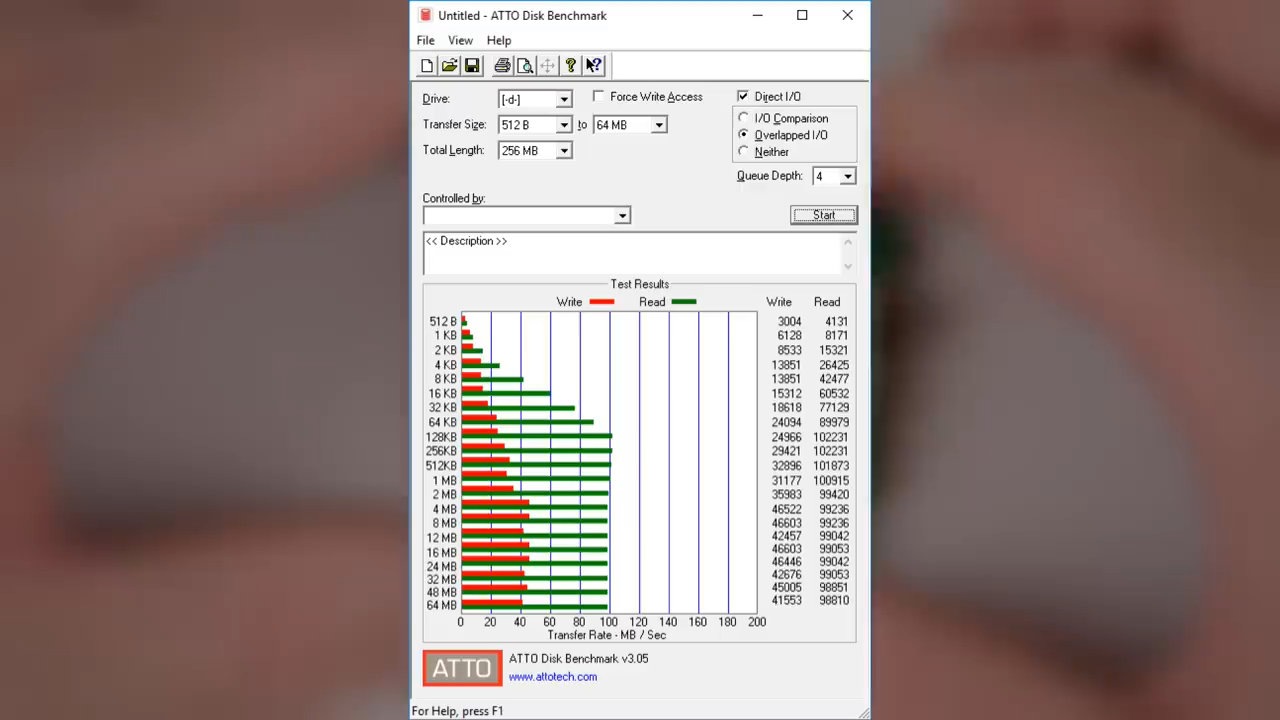 Untitled - ATTO Disk Benchmark
File View Help
Drive: [-d-] Force Write Access Direct I/O
Transfer Size: 512 B to 64 MB I/O Comparison
Overlapped I/O
Total Length: 256 MB Neither
Queue Depth: 4
Controlled by:
Start
<< Description >>
Test Results
Write Read Write Read
512 B 3004 4131
1 KB 6128 8171
2 KB 8533 15321
4 KB 13851 26425
8 KB 13851 42477
16 KB 15312 60532
32 KB 18618 77129
64 KB 24094 89979
128KB 24966 102231
256KB 29421 102231
512KB 32896 101873
1 MB 31177 100915
2 MB 35983 99420
4 MB 46522 99236
8 MB 46603 99236
12 MB 42457 99042
16 MB 46603 99053
24 MB 46446 99042
32 MB 42676 99053
48 MB 45005 98851
64 MB 41553 98810
0 20 40 60 80 100 120 140 160 180 200
Transfer Rate - MB / Sec
ATTO ATTO Disk Benchmark v3.05
www.attotech.com
For Help, press F1